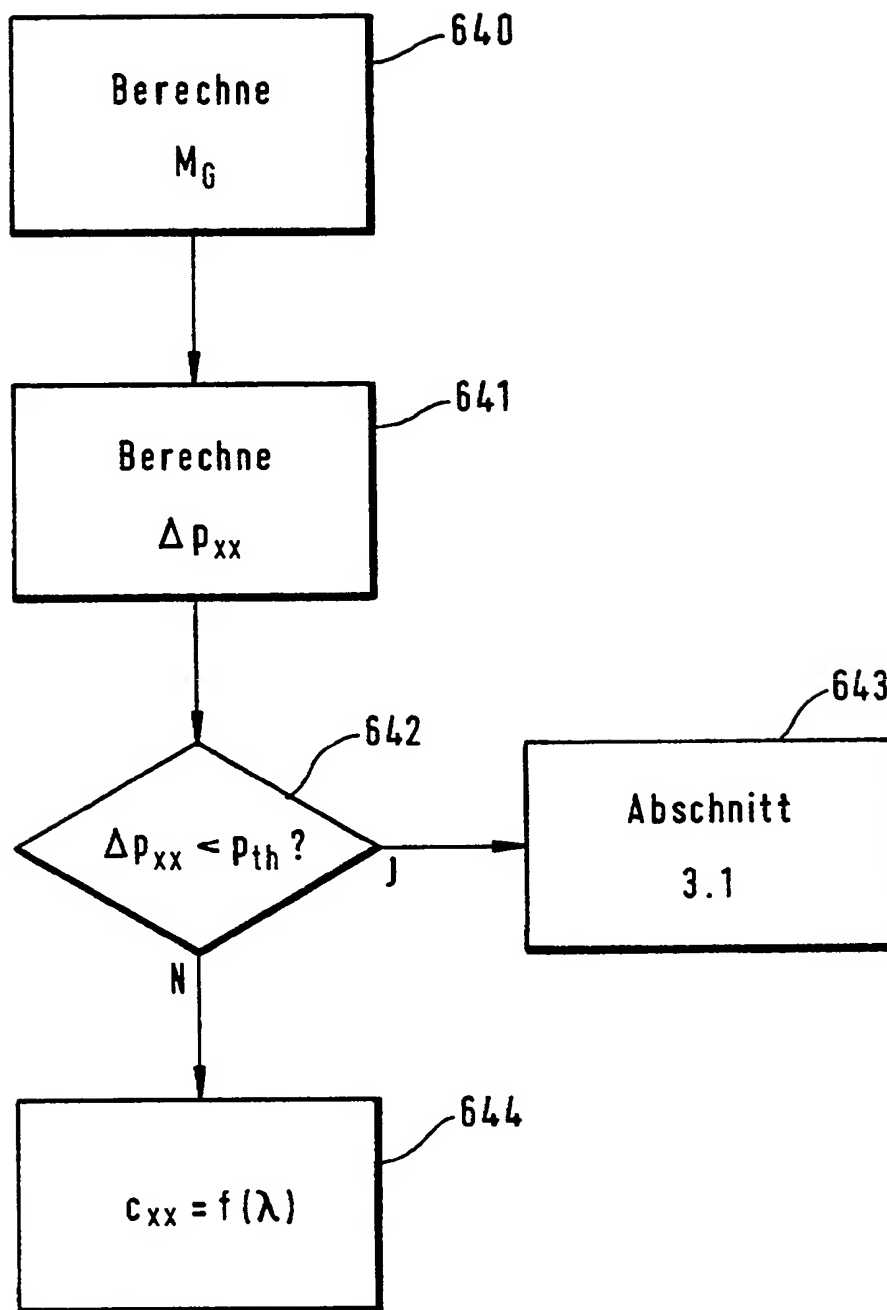 640
Berechne
M_G
641
Berechne
Δp_xx
642
Δp_xx < p_th ?
J
643
Abschnitt
3.1
N
644
c_xx = f(λ)